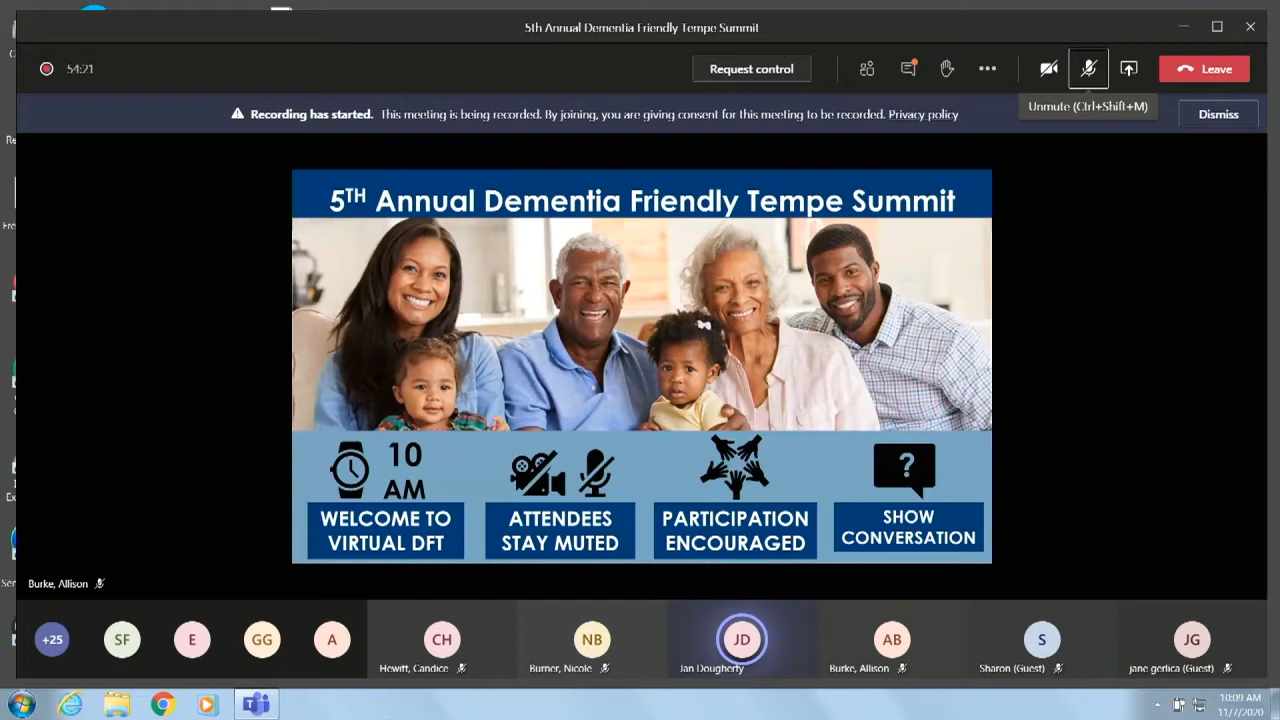 5th Annual Dementia Friendly Tempe Summit
54:21
Request control
Leave
Recording has started. This meeting is being recorded. By joining, you are giving consent for this meeting to be recorded. Privacy policy
Unmute (Ctrl+Shift+M)
Dismiss
5TH Annual Dementia Friendly Tempe Summit
10
AM
?
WELCOME TO
VIRTUAL DFT
ATTENDEES
STAY MUTED
PARTICIPATION
ENCOURAGED
SHOW
CONVERSATION
Burke, Allison
+25
SF
E
GG
A
CH
NB
JD
AB
S
JG
Hewitt, Candice
Burner, Nicole
Jan Dougherty
Burke, Allison
Sharon (Guest)
jane gerlica (Guest)
10:09 AM
11/7/2020